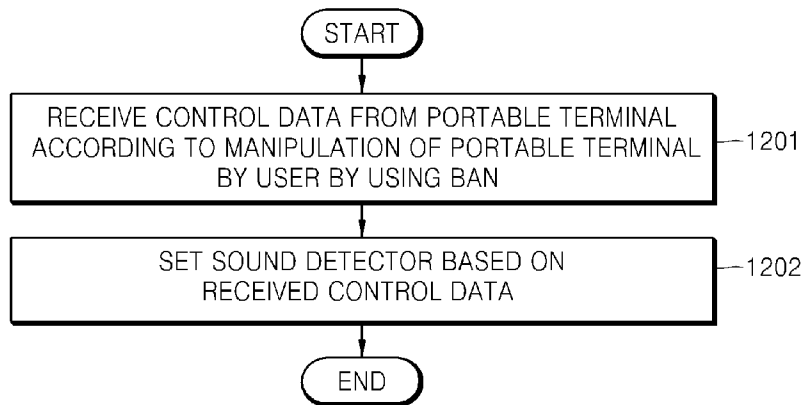 START
RECEIVE CONTROL DATA FROM PORTABLE TERMINAL
ACCORDING TO MANIPULATION OF PORTABLE TERMINAL
BY USER BY USING BAN
1201
SET SOUND DETECTOR BASED ON
RECEIVED CONTROL DATA
1202
END